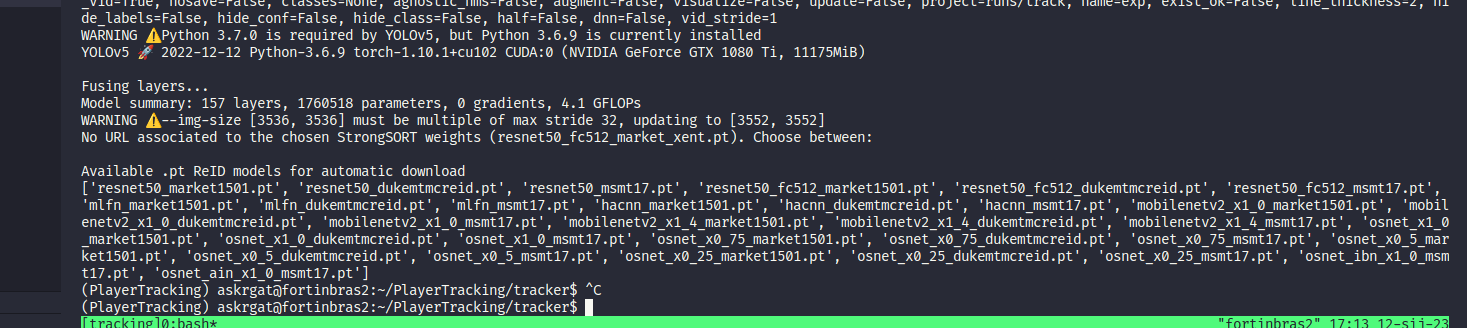 _vid=True, nosave=False, classes=None, agnostic_nms=False, augment=False, visualize=False, update=False, project=runs/track, name=exp, exist_ok=False, line_thickness=2, hi
de_labels=False, hide_conf=False, hide_class=False, half=False, dnn=False, vid_stride=1
WARNING ⚠️Python 3.7.0 is required by YOLOv5, but Python 3.6.9 is currently installed
YOLOv5 🚀 2022-12-12 Python-3.6.9 torch-1.10.1+cu102 CUDA:0 (NVIDIA GeForce GTX 1080 Ti, 11175MiB)
Fusing layers...
Model summary: 157 layers, 1760518 parameters, 0 gradients, 4.1 GFLOPs
WARNING ⚠️--img-size [3536, 3536] must be multiple of max stride 32, updating to [3552, 3552]
No URL associated to the chosen StrongSORT weights (resnet50_fc512_market_xent.pt). Choose between:
Available .pt ReID models for automatic download
['resnet50_market1501.pt', 'resnet50_dukemtmcreid.pt', 'resnet50_msmt17.pt', 'resnet50_fc512_market1501.pt', 'resnet50_fc512_dukemtmcreid.pt', 'resnet50_fc512_msmt17.pt',
'mlfn_market1501.pt', 'mlfn_dukemtmcreid.pt', 'mlfn_msmt17.pt', 'hacnn_market1501.pt', 'hacnn_dukemtmcreid.pt', 'hacnn_msmt17.pt', 'mobilenetv2_x1_0_market1501.pt', 'mobil
enetv2_x1_0_dukemtmcreid.pt', 'mobilenetv2_x1_0_msmt17.pt', 'mobilenetv2_x1_4_market1501.pt', 'mobilenetv2_x1_4_dukemtmcreid.pt', 'mobilenetv2_x1_4_msmt17.pt', 'osnet_x1_0
_market1501.pt', 'osnet_x1_0_dukemtmcreid.pt', 'osnet_x1_0_msmt17.pt', 'osnet_x0_75_market1501.pt', 'osnet_x0_75_dukemtmcreid.pt', 'osnet_x0_75_msmt17.pt', 'osnet_x0_5_mar
ket1501.pt', 'osnet_x0_5_dukemtmcreid.pt', 'osnet_x0_5_msmt17.pt', 'osnet_x0_25_market1501.pt', 'osnet_x0_25_dukemtmcreid.pt', 'osnet_x0_25_msmt17.pt', 'osnet_ibn_x1_0_msm
t17.pt', 'osnet_ain_x1_0_msmt17.pt']
(PlayerTracking) askrgat@fortinbras2:~/PlayerTracking/tracker$ ^C
(PlayerTracking) askrgat@fortinbras2:~/PlayerTracking/tracker$
[tracking]0:bash* "fortinbras2" 17:13 12-sij-23